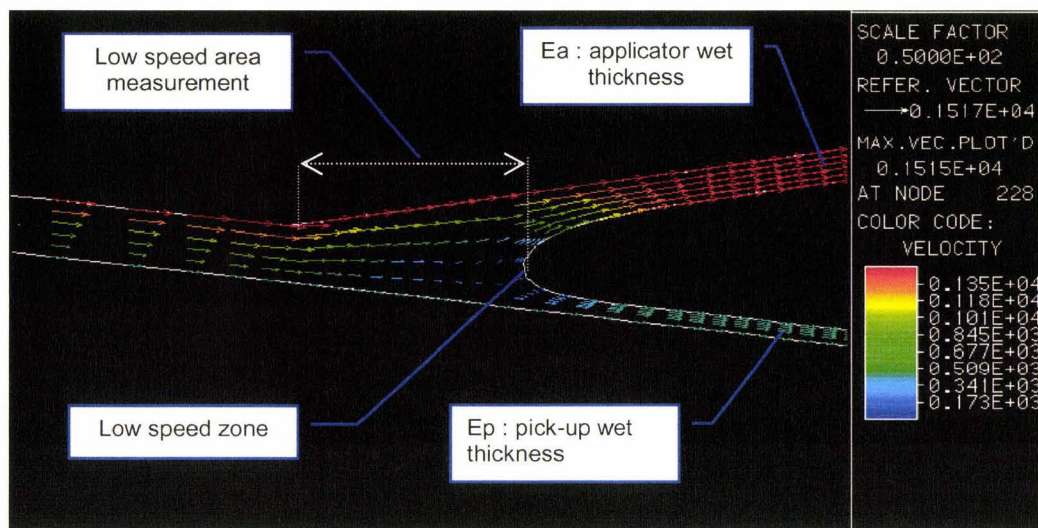 Low speed area
measurement
Ea : applicator wet
thickness
Low speed zone
Ep : pick-up wet
thickness
SCALE FACTOR
0.5000E+02
REFER. VECTOR
0.1517E+04
MAX.VEC.PLOT'D
0.1515E+04
AT NODE 228
COLOR CODE:
VELOCITY
0.135E+04
0.118E+04
0.101E+04
0.845E+03
0.677E+03
0.509E+03
0.341E+03
0.173E+03